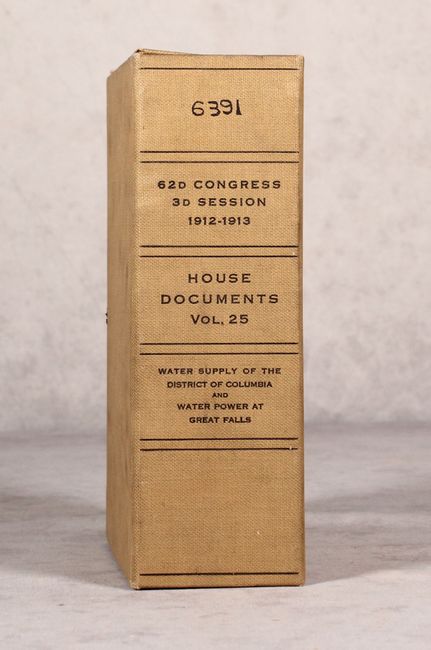 6391
62D CONGRESS
3D SESSION
1912-1913
HOUSE
DOCUMENTS
VOL. 25
WATER SUPPLY OF THE
DISTRICT OF COLUMBIA
AND
WATER POWER AT
GREAT FALLS